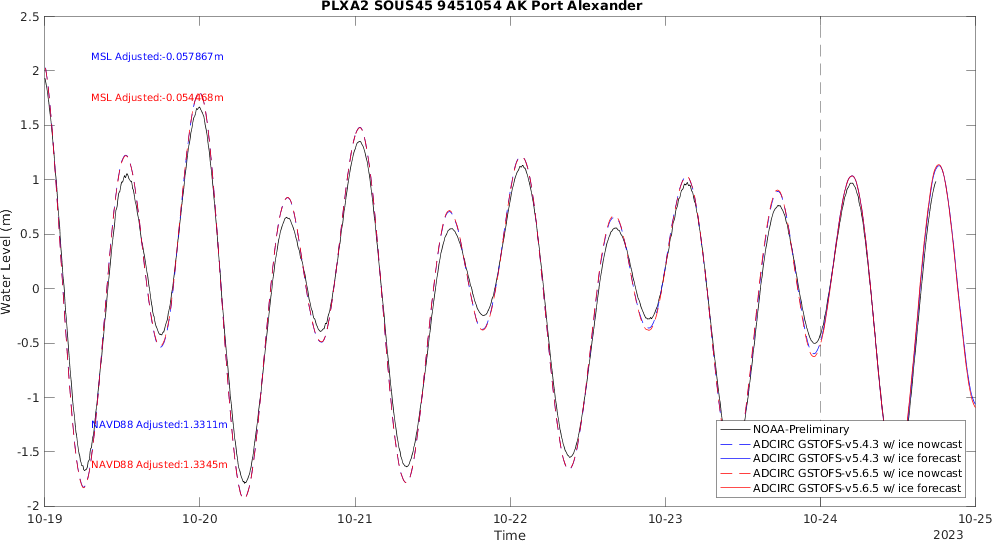 PLXA2 SOUS45 9451054 AK Port Alexander
2.5
2
1.5
1
0.5
0
-0.5
-1
-1.5
-2
Water Level (m)
MSL Adjusted:-0.057867m
MSL Adjusted:-0.054468m
NAVD88 Adjusted:1.3311m
NAVD88 Adjusted:1.3345m
NOAA-Preliminary
ADCIRC GSTOFS-v5.4.3 w/ ice nowcast
ADCIRC GSTOFS-v5.4.3 w/ ice forecast
ADCIRC GSTOFS-v5.6.5 w/ ice nowcast
ADCIRC GSTOFS-v5.6.5 w/ ice forecast
10-19 10-20 10-21 10-22 10-23 10-24 10-25
Time
2023